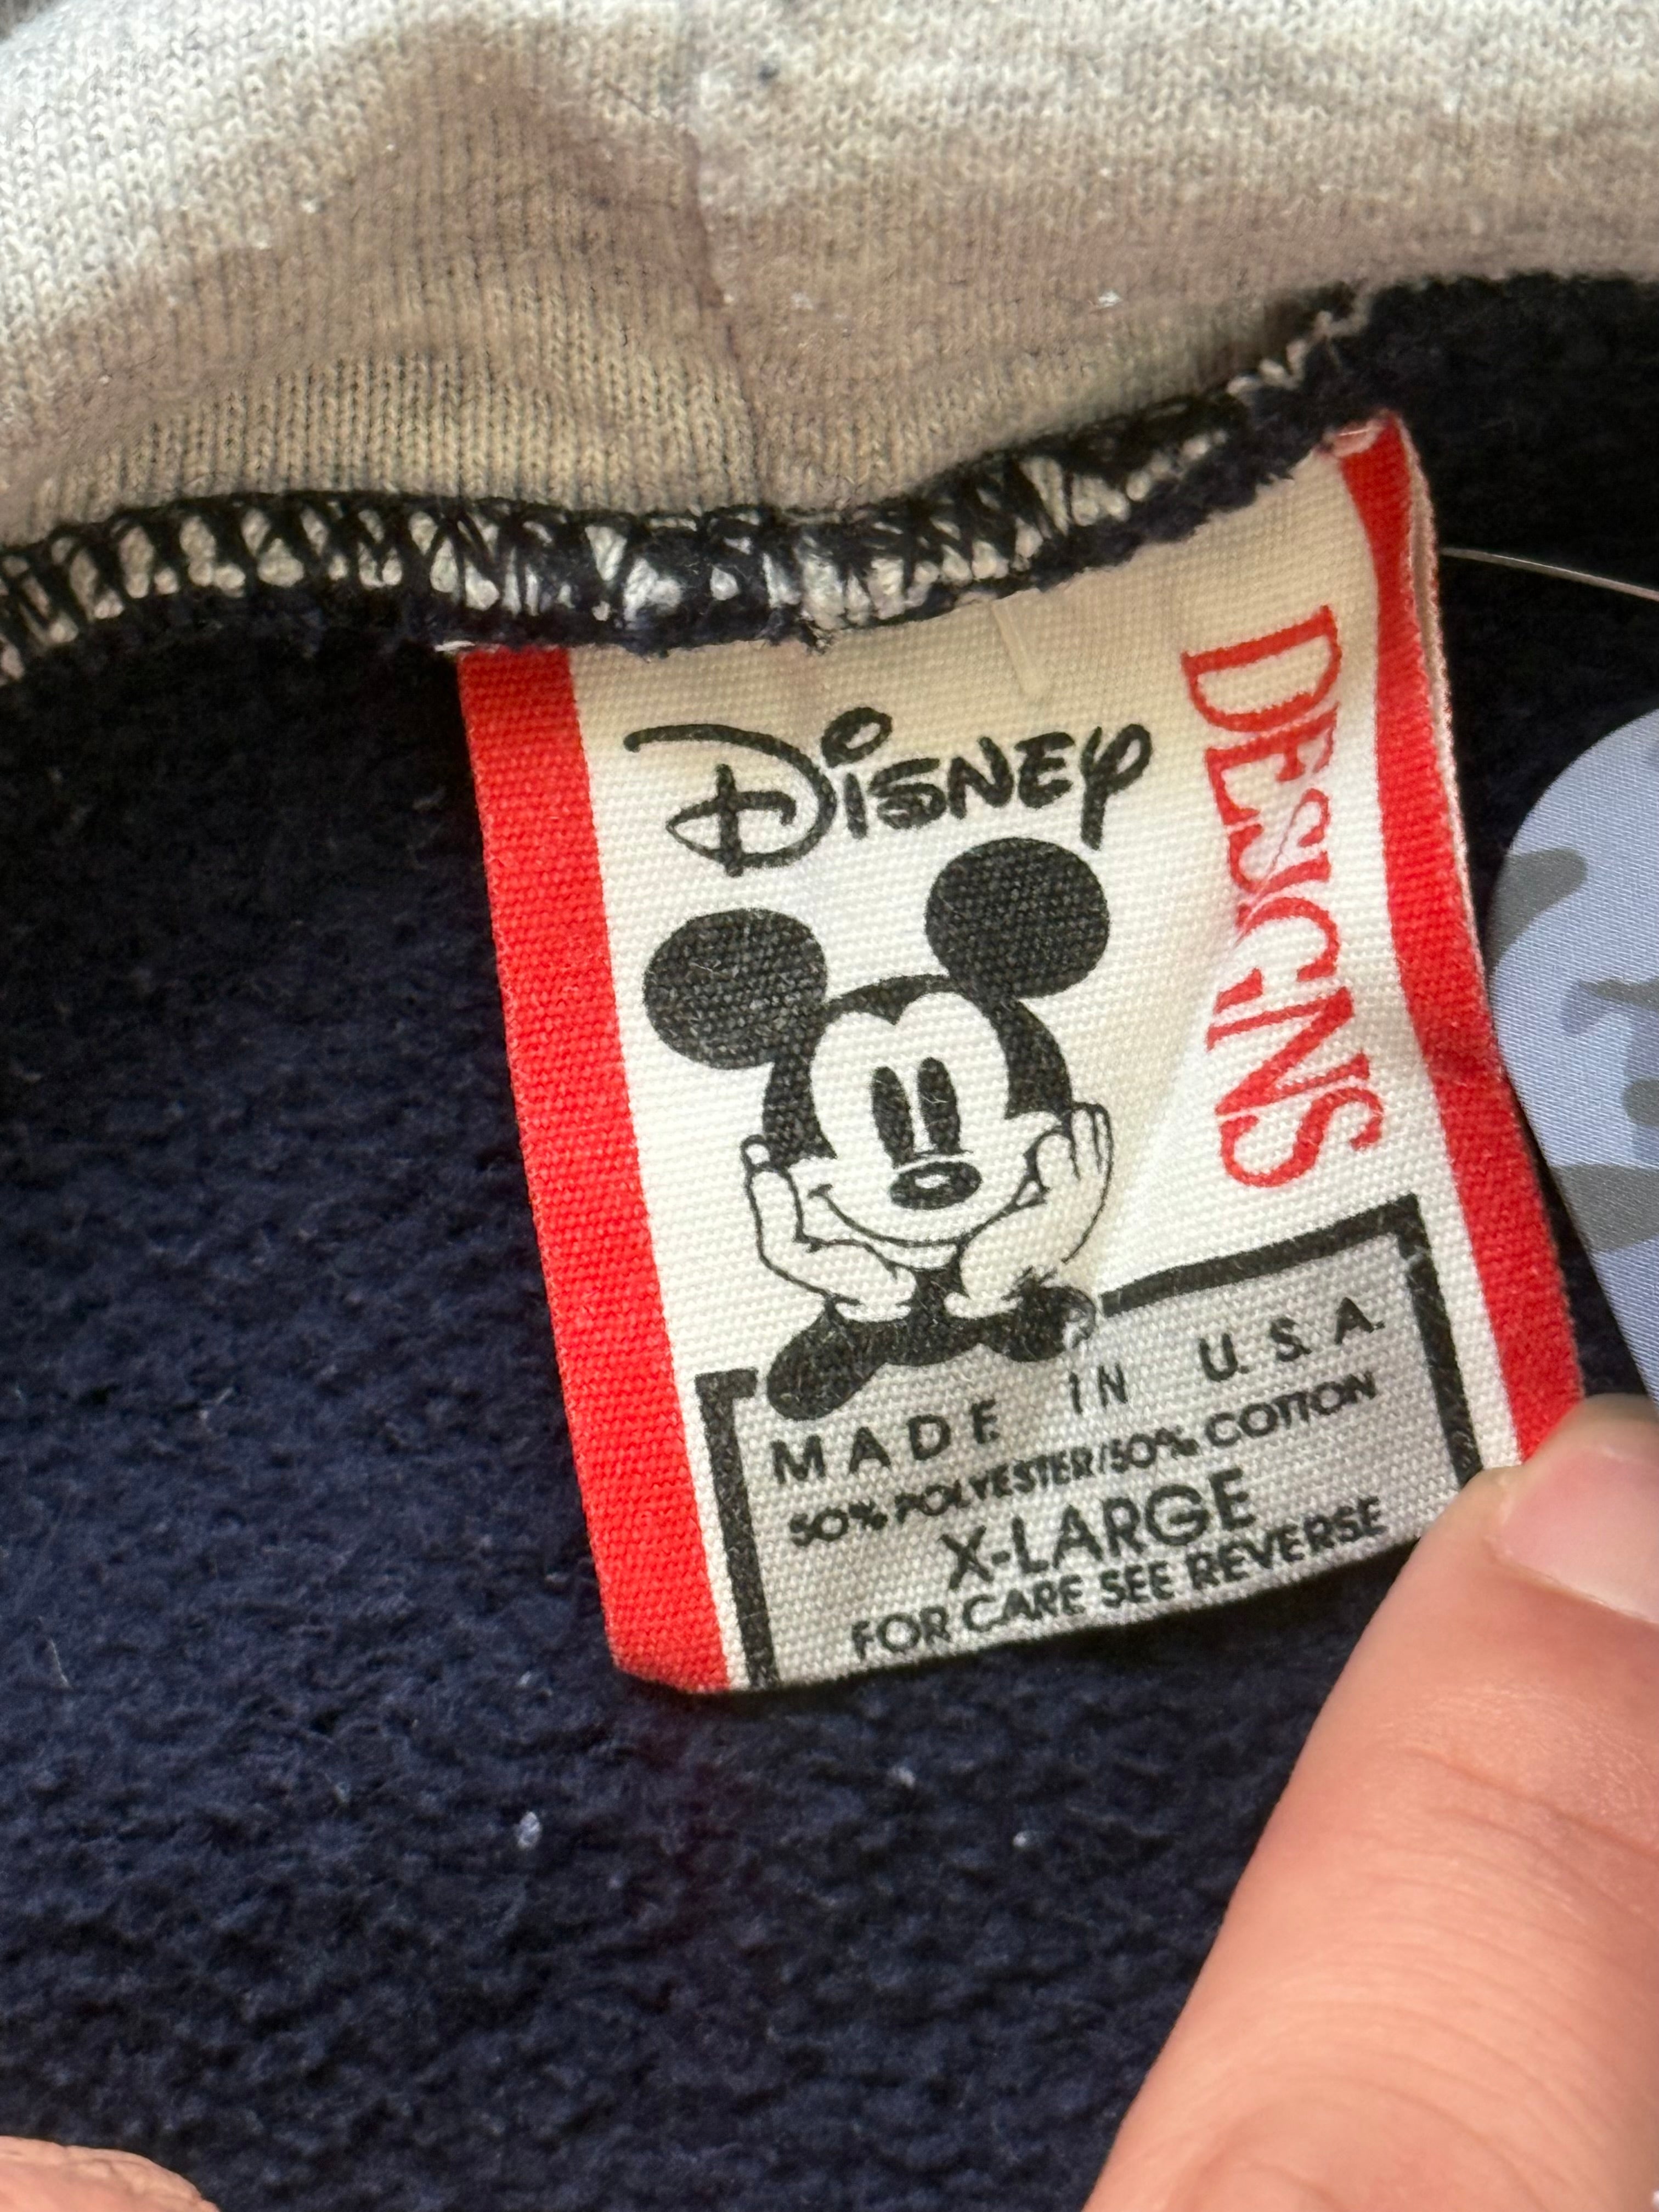 Disney
DESIGNS
MADE IN U.S.A.
50% POLYESTER/50% COTTON
X-LARGE
FOR CARE SEE REVERSE